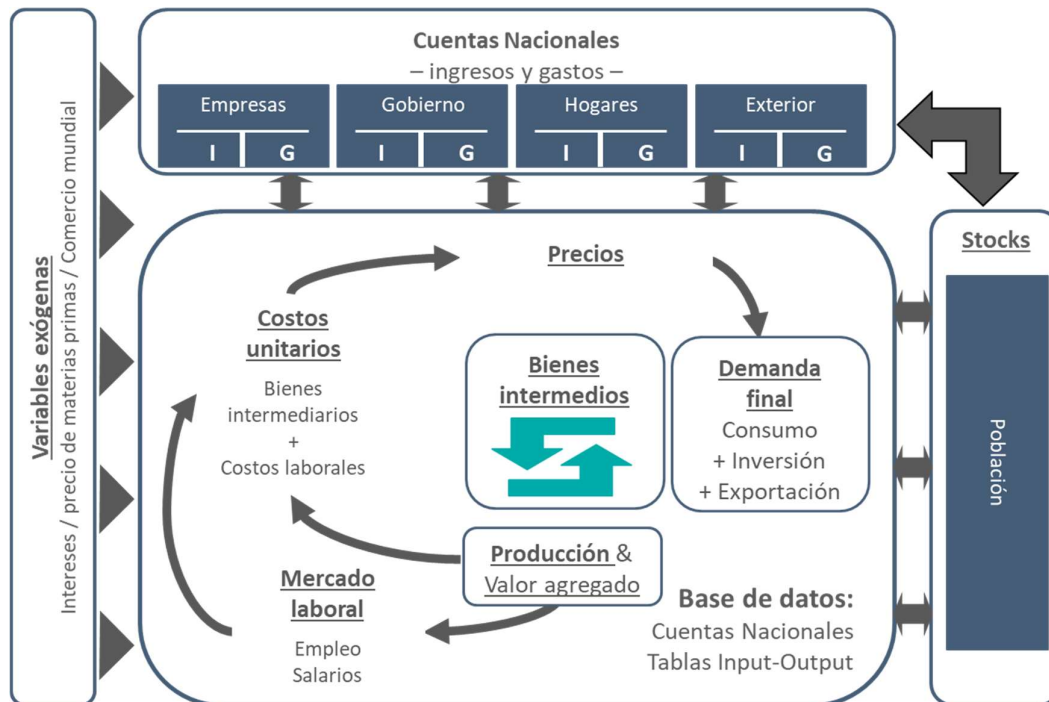 Variables exógenas
Intereses / precio de materias primas / Comercio mundial
Cuentas Nacionales
– ingresos y gastos –
Empresas
I G
Gobierno
I G
Hogares
I G
Exterior
I G
Precios
Costos
unitarios
Bienes
intermediarios
+
Costos laborales
Bienes
intermedios
Demanda
final
Consumo
+ Inversión
+ Exportación
Producción &
Valor agregado
Mercado
laboral
Empleo
Salarios
Base de datos:
Cuentas Nacionales
Tablas Input-Output
Stocks
Población